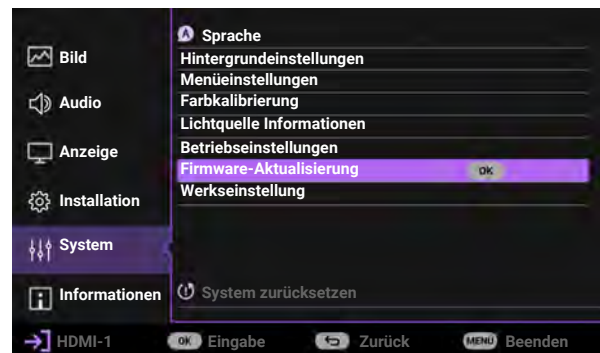 Bild
Audio
Anzeige
Installation
System
Informationen
A Sprache
Hintergrundeinstellungen
Menüeinstellungen
Farbkalibrierung
Lichtquelle Informationen
Betriebseinstellungen
Firmware-Aktualisierung OK
Werkseinstellung
System zurücksetzen
HDMI-1 OK Eingabe Zurück MENU Beenden